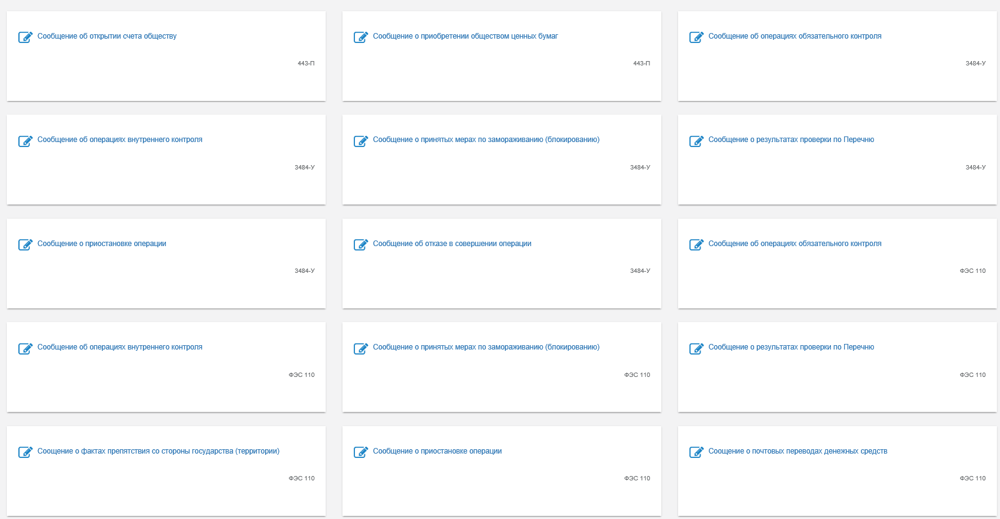 Сообщение об открытии счета обществу
443-П
Сообщение о приобретении обществом ценных бумаг
443-П
Сообщение об операциях обязательного контроля
3484-У
Сообщение об операциях внутреннего контроля
3484-У
Сообщение о принятых мерах по замораживанию (блокированию)
3484-У
Сообщение о результатах проверки по Перечню
3484-У
Сообщение о приостановке операции
3484-У
Сообщение об отказе в совершении операции
3484-У
Сообщение об операциях обязательного контроля
ФЭС 110
Сообщение об операциях внутреннего контроля
ФЭС 110
Сообщение о принятых мерах по замораживанию (блокированию)
ФЭС 110
Сообщение о результатах проверки по Перечню
ФЭС 110
Соощение о фактах препятствия со стороны государства (территории)
ФЭС 110
Сообщение о приостановке операции
ФЭС 110
Соощение о почтовых переводах денежных средств
ФЭС 110